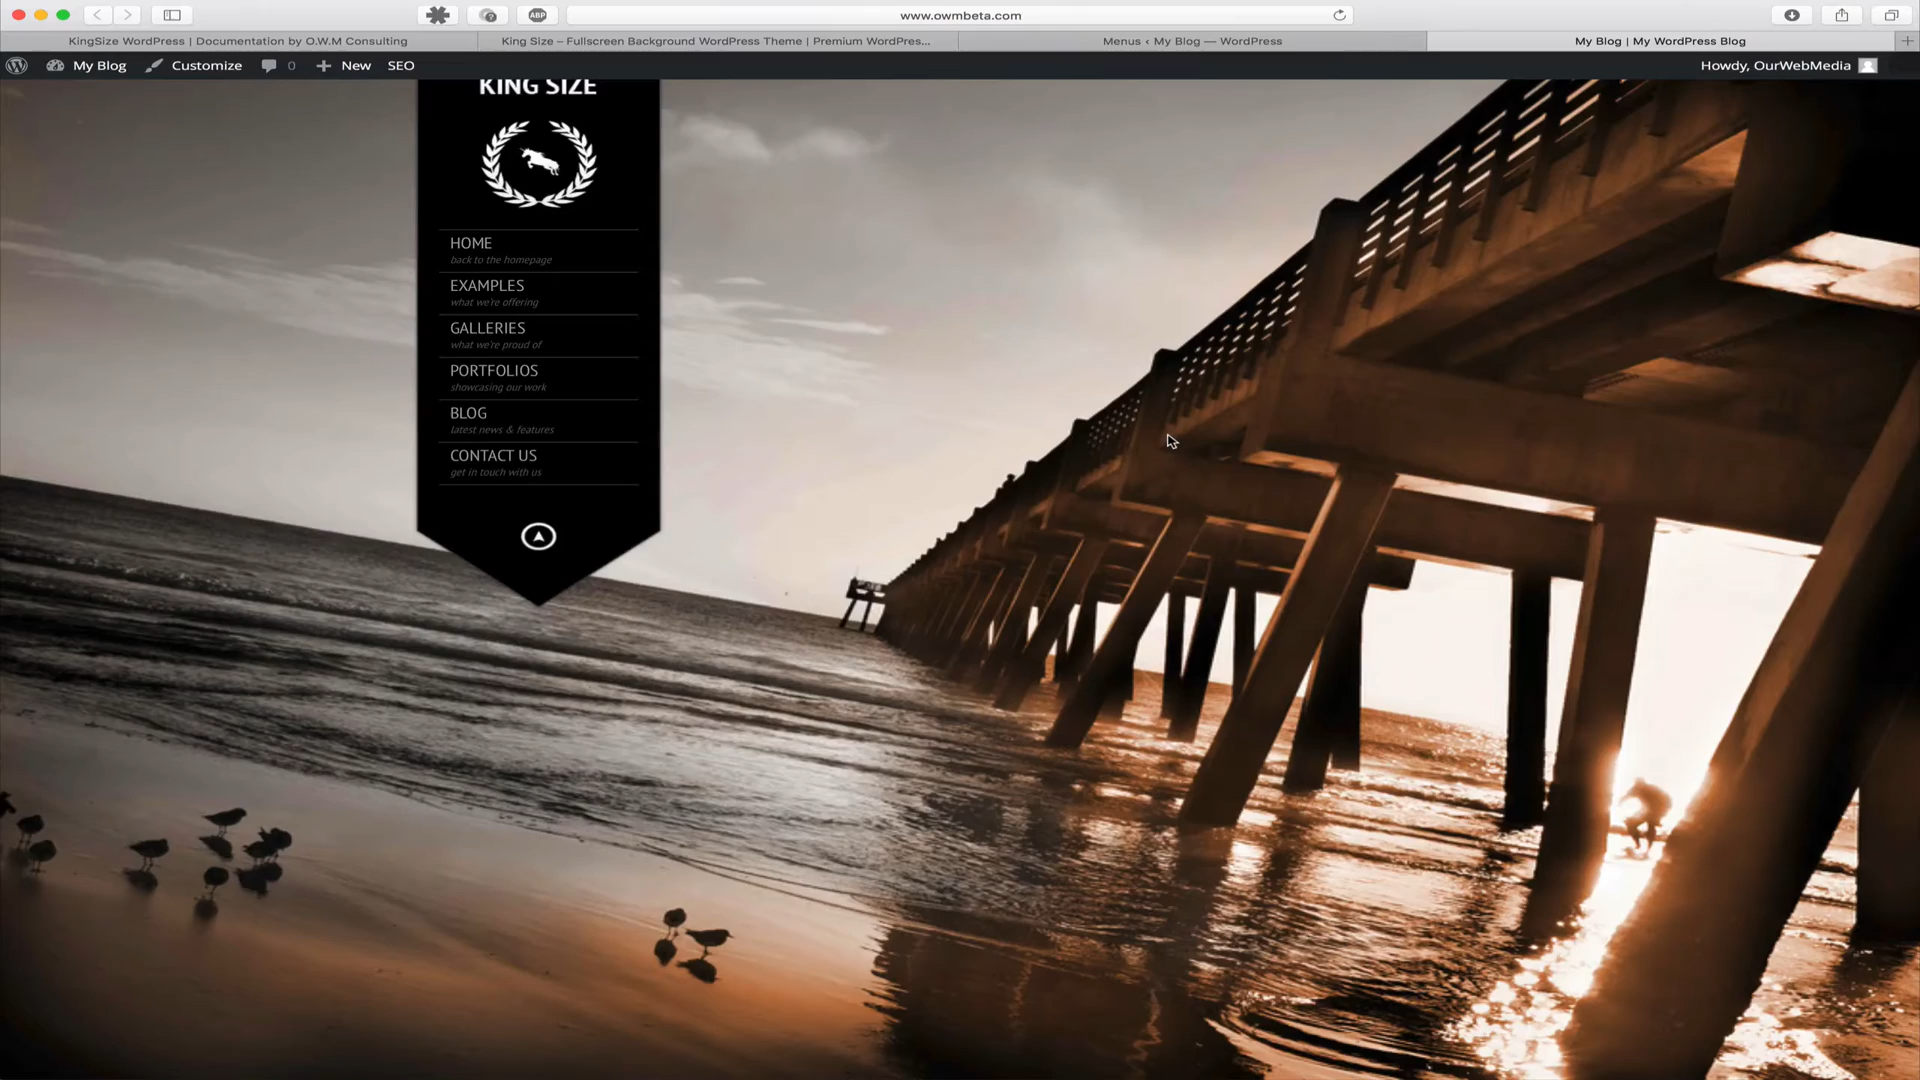 www.owmbeta.com
ABP
KingSize WordPress | Documentation by O.W.M Consulting
King Size – Fullscreen Background WordPress Theme | Premium WordPres...
Menus ‹ My Blog — WordPress
My Blog | My WordPress Blog
My Blog
Customize
0
New
SEO
Howdy, OurWebMedia
KING SIZE
HOME
back to the homepage
EXAMPLES
what we're offering
GALLERIES
what we're proud of
PORTFOLIOS
showcasing our work
BLOG
latest news & features
CONTACT US
get in touch with us